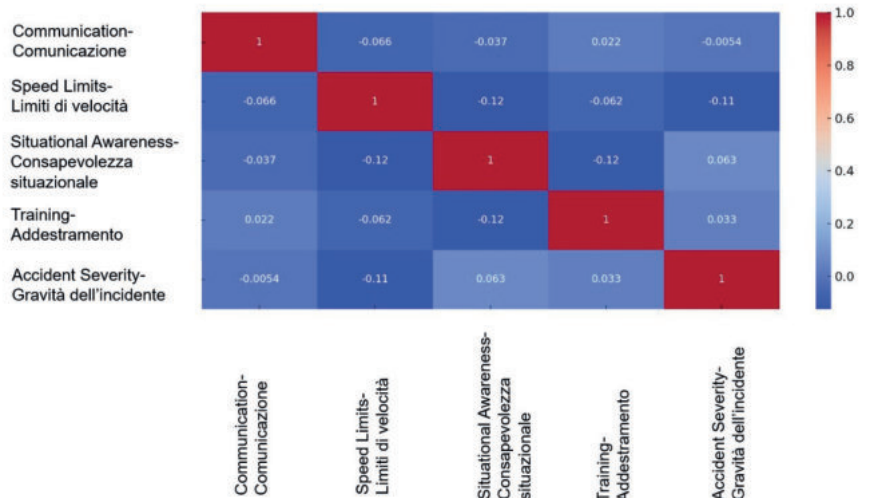 Communication-
Comunicazione
1 -0.066 -0.037 0.022 -0.0054
Speed Limits-
Limiti di velocità
-0.066 1 -0.12 -0.062 -0.11
Situational Awareness-
Consapevolezza
situazionale
-0.037 -0.12 1 -0.12 0.063
Training-
Addestramento
0.022 -0.062 -0.12 1 0.033
Accident Severity-
Gravità dell'incidente
-0.0054 -0.11 0.063 0.033 1
1.0
0.8
0.6
0.4
0.2
0.0
Communication-
Comunicazione
Speed Limits-
Limiti di velocità
Situational Awareness-
Consapevolezza
situazionale
Training-
Addestramento
Accident Severity-
Gravità dell'incidente